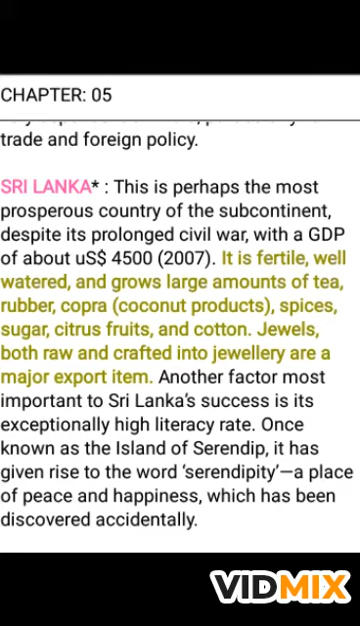 CHAPTER: 05
trade and foreign policy.
SRI LANKA* : This is perhaps the most
prosperous country of the subcontinent,
despite its prolonged civil war, with a GDP
of about uS$ 4500 (2007). It is fertile, well
watered, and grows large amounts of tea,
rubber, copra (coconut products), spices,
sugar, citrus fruits, and cotton. Jewels,
both raw and crafted into jewellery are a
major export item. Another factor most
important to Sri Lanka's success is its
exceptionally high literacy rate. Once
known as the Island of Serendip, it has
given rise to the word ‘serendipity’—a place
of peace and happiness, which has been
discovered accidentally.
VIDMIX